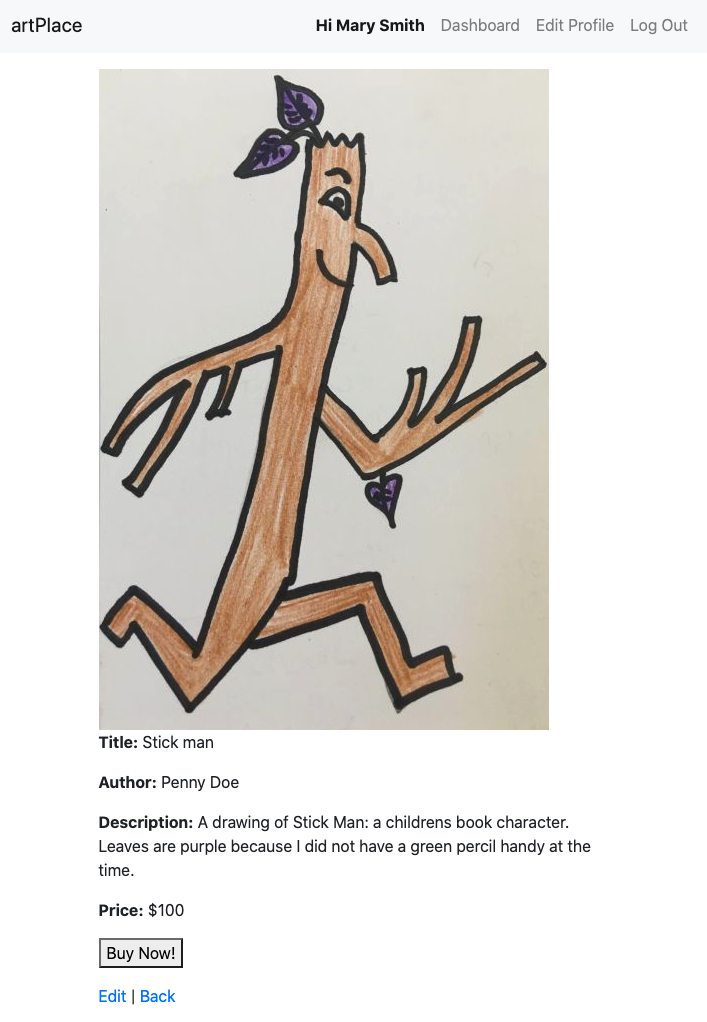 artPlace
Hi Mary Smith Dashboard Edit Profile Log Out
Title: Stick man
Author: Penny Doe
Description: A drawing of Stick Man: a childrens book character.
Leaves are purple because I did not have a green percil handy at the
time.
Price: $100
Buy Now!
Edit | Back